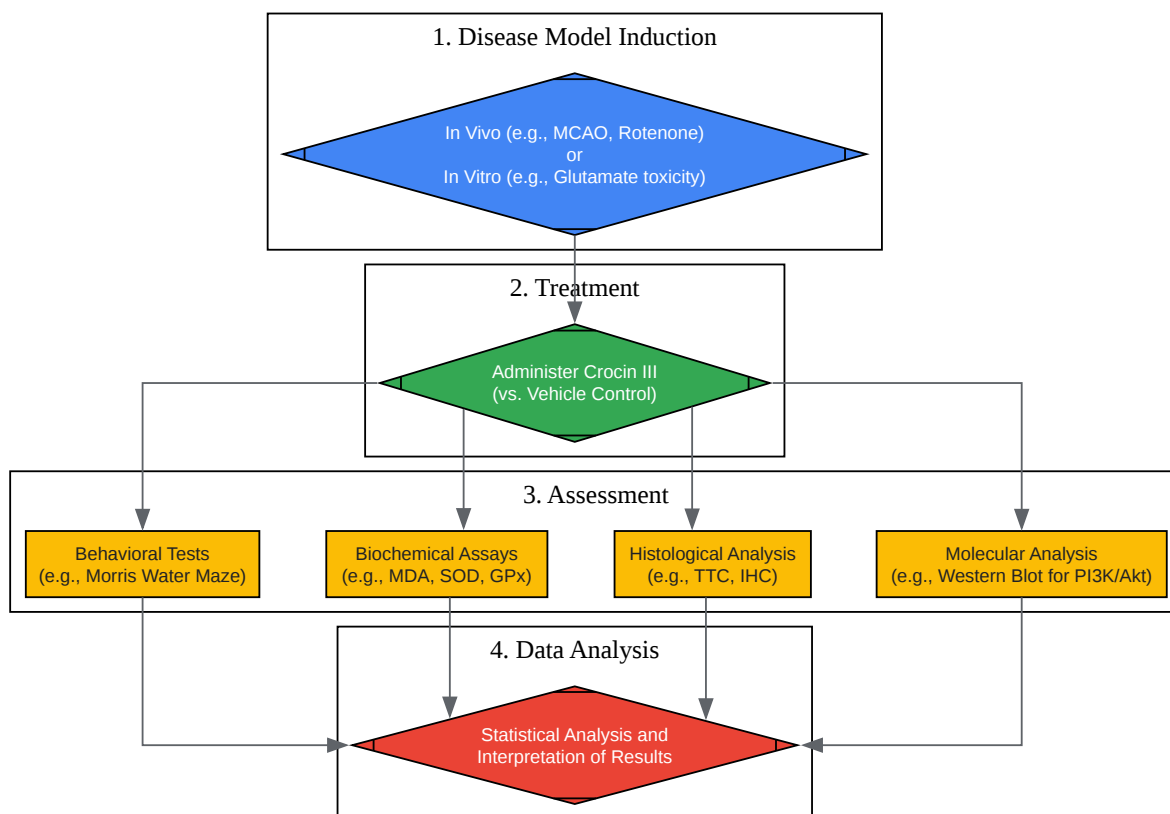 1. Disease Model Induction
In Vivo (e.g., MCAO, Rotenone)
or
In Vitro (e.g., Glutamate toxicity)
2. Treatment
Administer Crocin III
(vs. Vehicle Control)
3. Assessment
Behavioral Tests
(e.g., Morris Water Maze)
Biochemical Assays
(e.g., MDA, SOD, GPx)
Histological Analysis
(e.g., TTC, IHC)
Molecular Analysis
(e.g., Western Blot for PI3K/Akt)
4. Data Analysis
Statistical Analysis and
Interpretation of Results